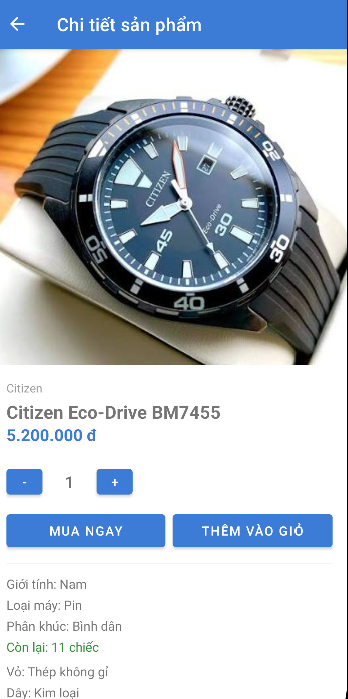 Chi tiết sản phẩm
CITIZEN
Eco-Drive
45
30
20
50
40
30
Citizen
Citizen Eco-Drive BM7455
5.200.000 đ
- 1 +
MUA NGAY THÊM VÀO GIỎ
Giới tính: Nam
Loại máy: Pin
Phân khúc: Bình dân
Còn lại: 11 chiếc
Vỏ: Thép không gỉ
Dây: Kim loại